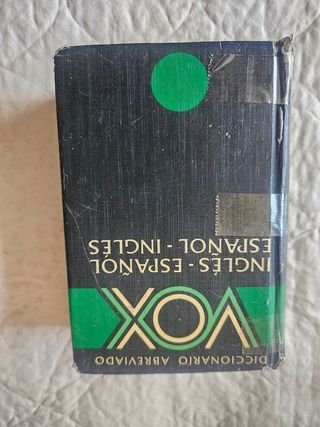 DICCIONARIO ABREVIADO
VOX
INGLÉS - ESPAÑOL
ESPAÑOL - INGLÉS